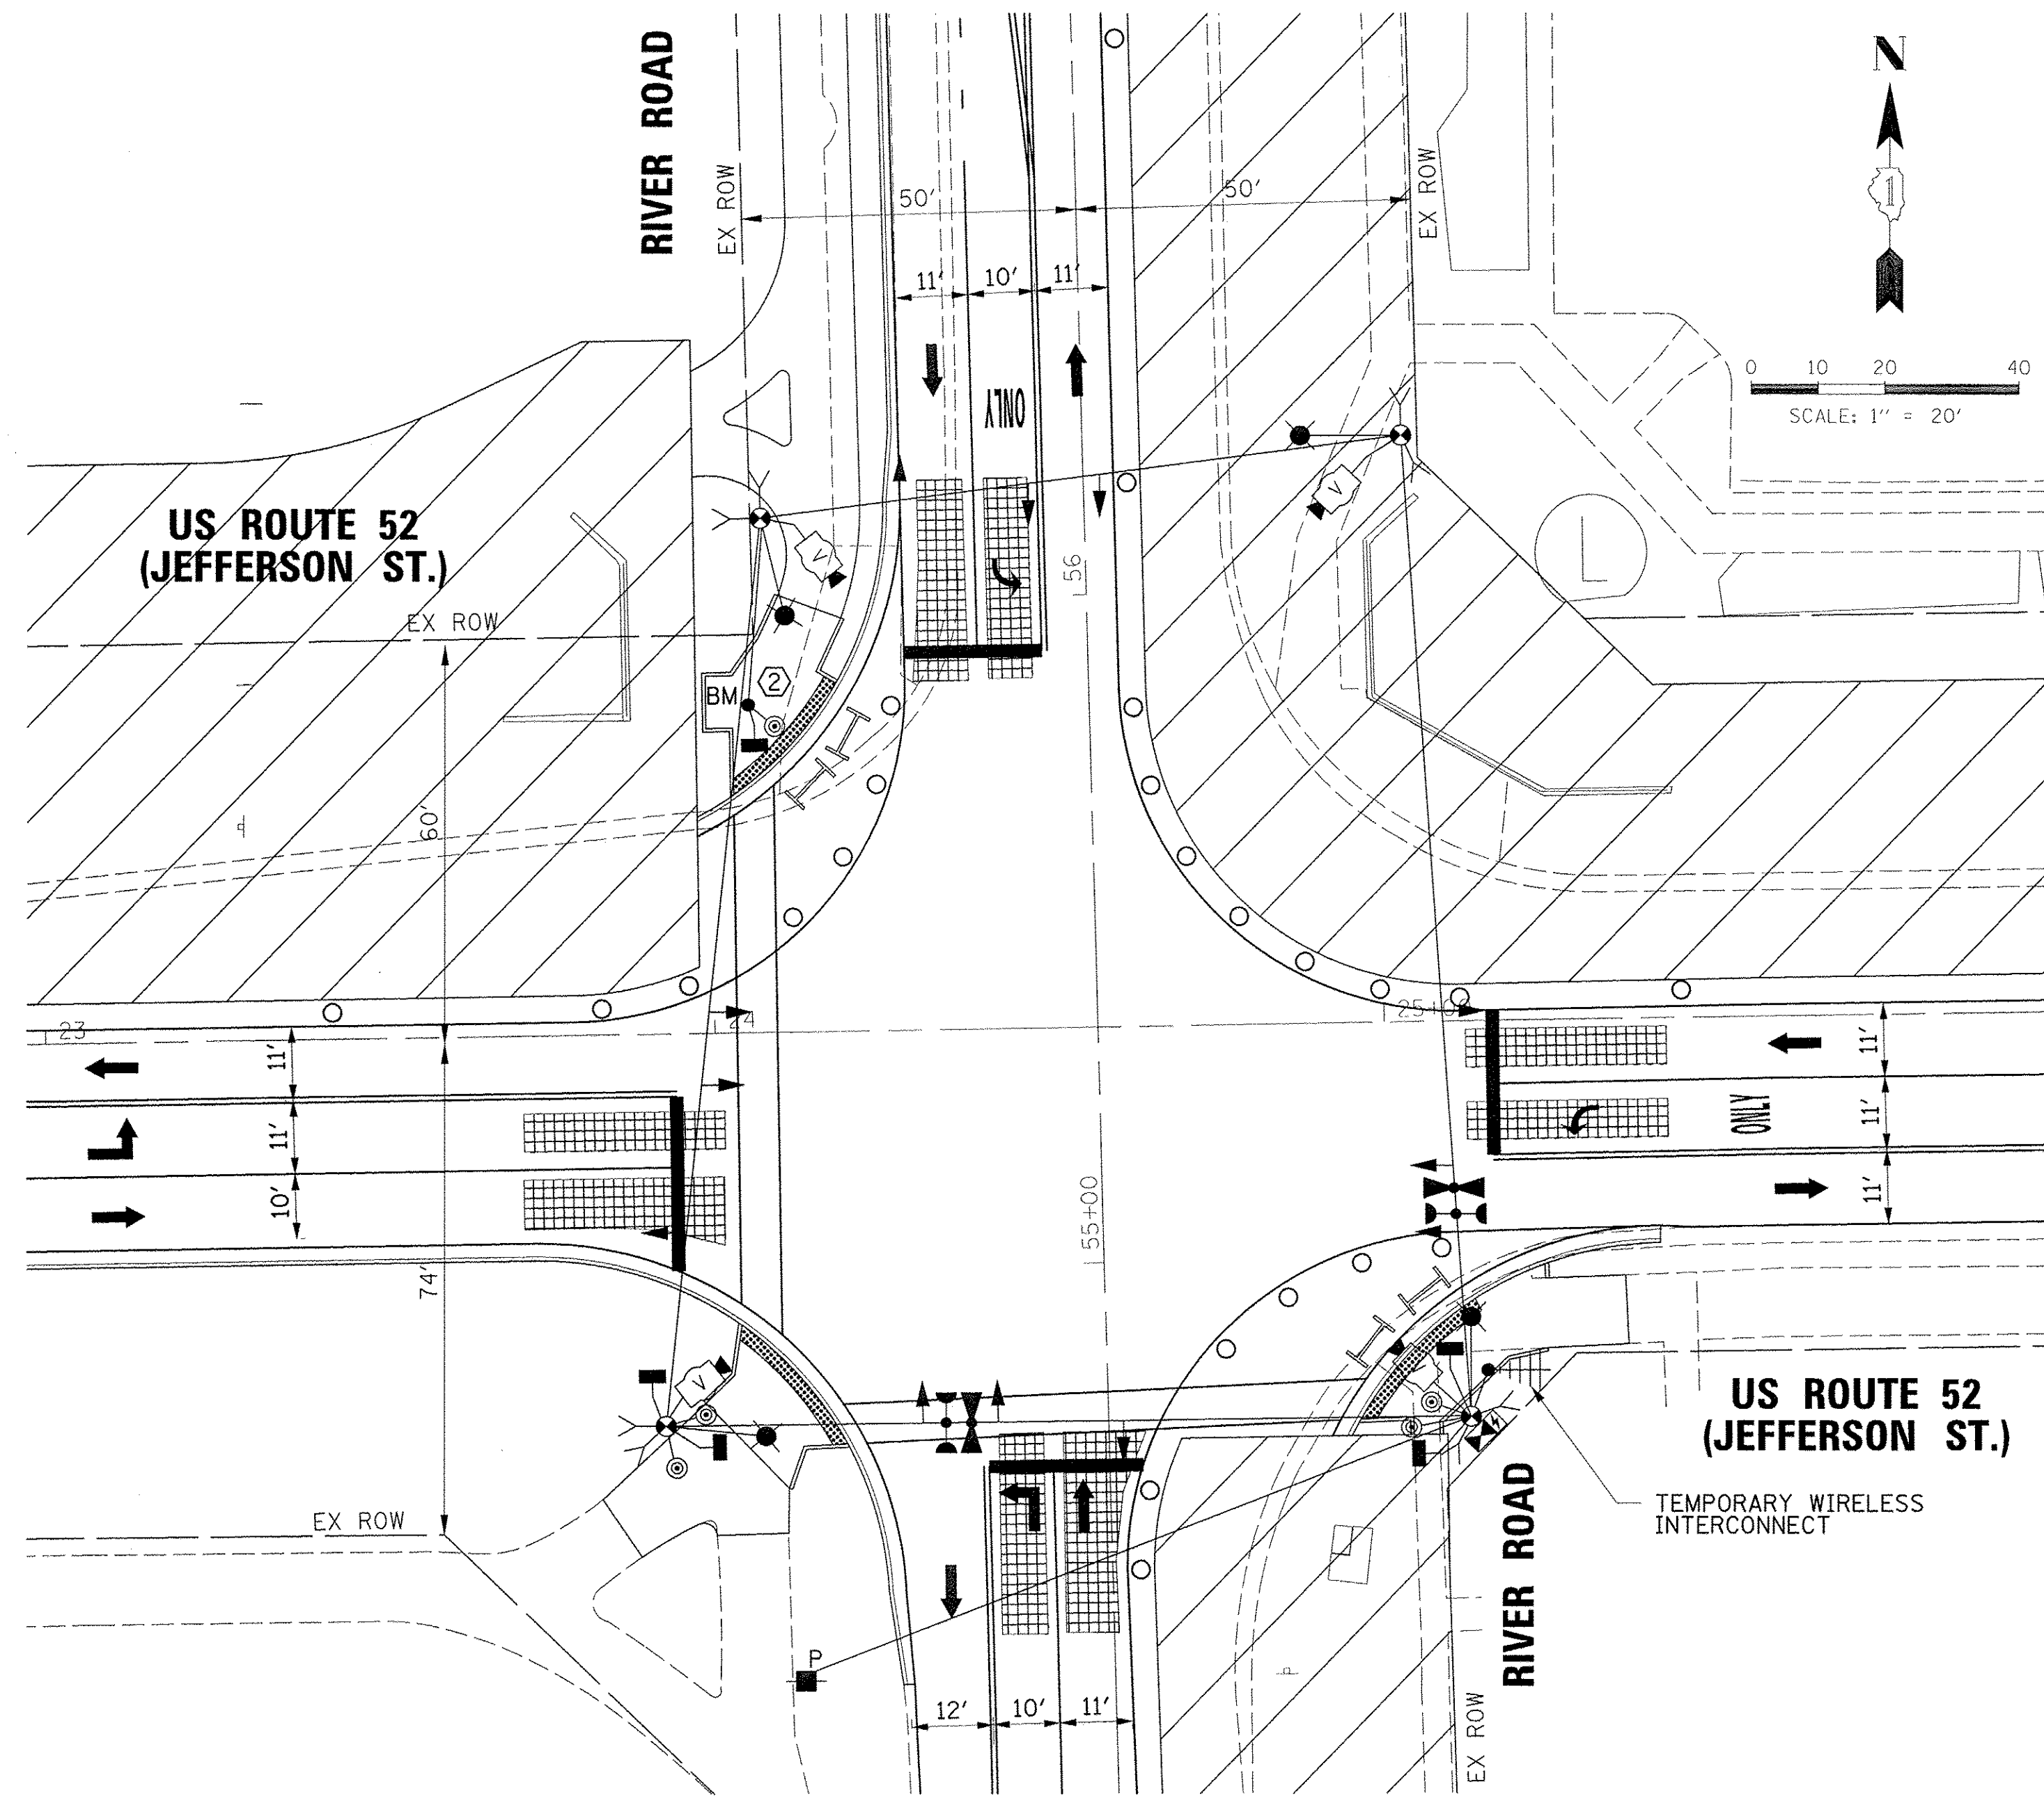 RIVER ROAD
EX ROW
50'
50'
EX ROW
N
1
11'
10'
11'
0 10 20 40
SCALE: 1" = 20'
ONLY
V
V
US ROUTE 52
(JEFFERSON ST.)
L
56
EX ROW
BM
2
60'
23
24
11'
11'
11'
ONLY
11'
10'
11'
11'
55+00
74'
V
US ROUTE 52
(JEFFERSON ST.)
EX ROW
TEMPORARY WIRELESS
INTERCONNECT
RIVER ROAD
P
12'
10'
11'
EX ROW